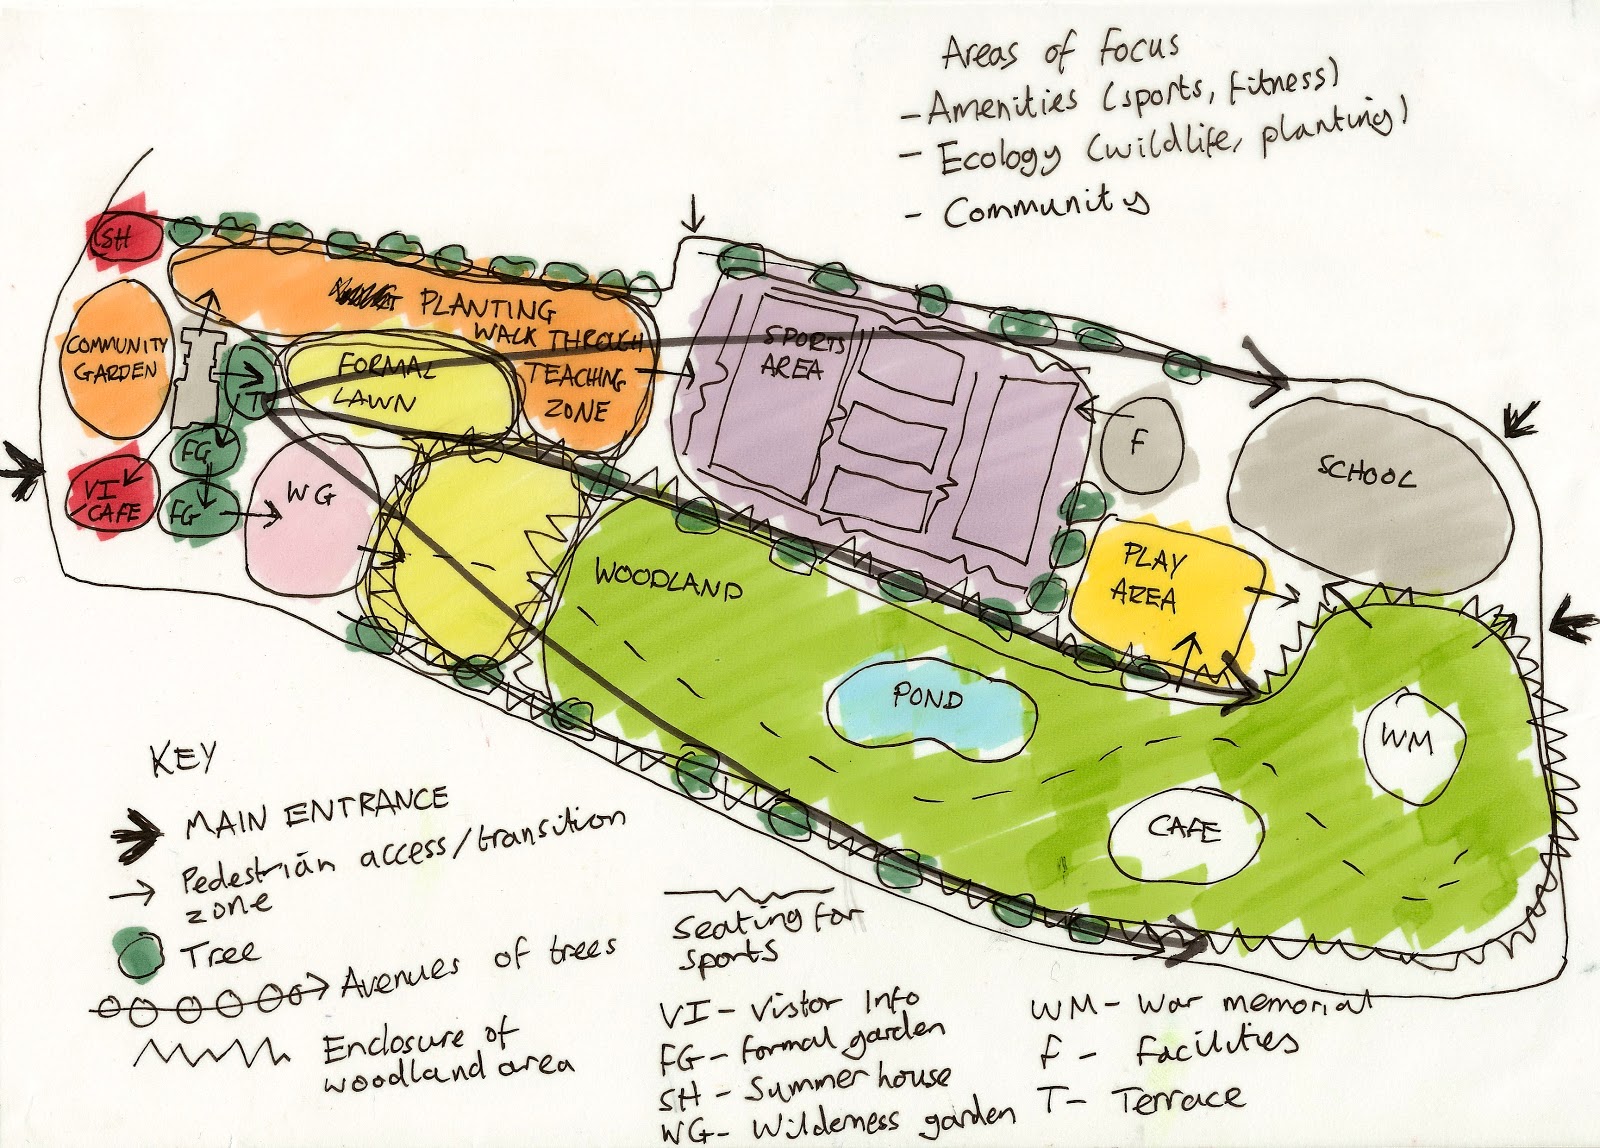 Areas of Focus
- Amenities (sports, fitness)
- Ecology (wildlife, planting)
- Community
SH
PLANTING
WALK THROUGH
TEACHING
ZONE
COMMUNITY
GARDEN
FORMAL
LAWN
T
SPORTS
AREA
F
SCHOOL
FG
VI
/CAFE
FG
WG
WOODLAND
PLAY
AREA
POND
WM
CAFE
KEY
MAIN ENTRANCE
Pedestrian access/transition
zone
Tree
Avenues of trees
Enclosure of
woodland area
Seating for
sports
VI - Vistor Info
FG - Formal garden
SH - Summer house
WG - Wilderness garden
WM - War memorial
F - Facilities
T - Terrace